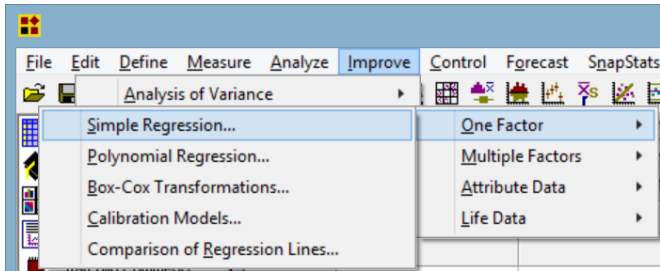 File Edit Define Measure Analyze Improve Control Forecast SnapStats
Analysis of Variance
Simple Regression... One Factor
Polynomial Regression... Multiple Factors
Box-Cox Transformations... Attribute Data
Calibration Models... Life Data
Comparison of Regression Lines...